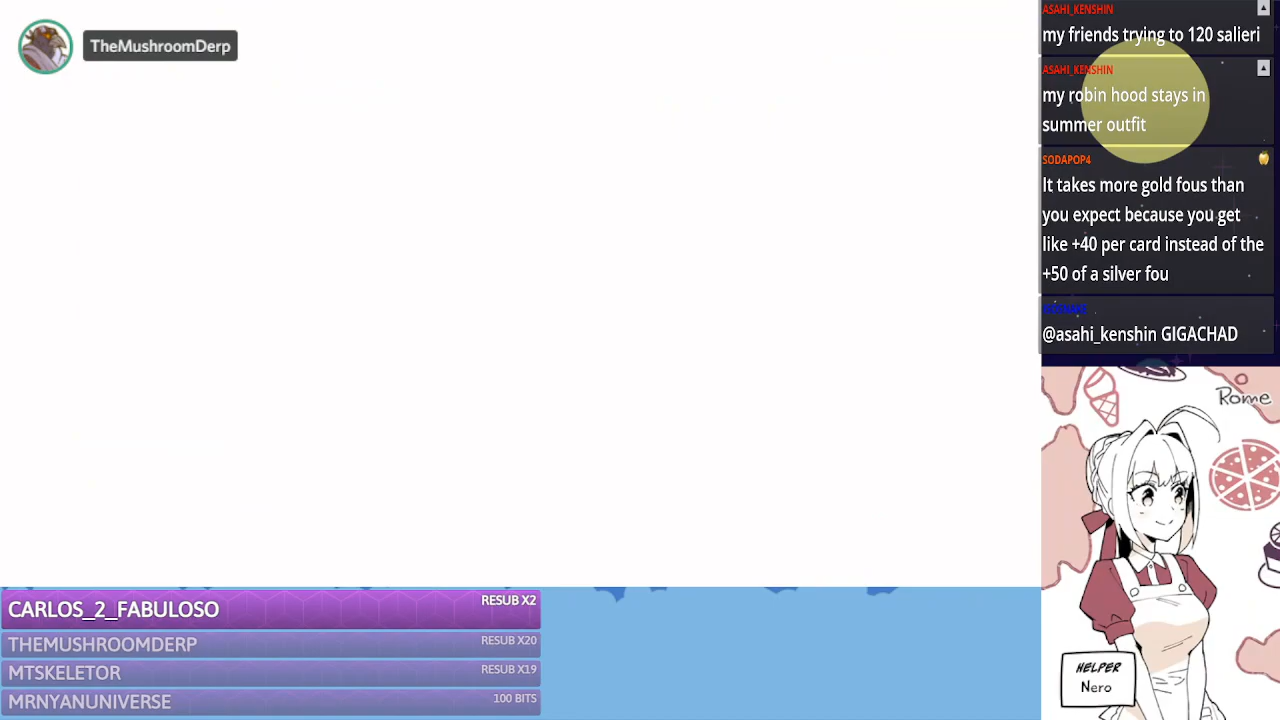 TheMushroomDerp
ASAHI_KENSHIN
my friends trying to 120 salieri
ASAHI_KENSHIN
my robin hood stays in
summer outfit
SODAPOP4
It takes more gold fous than
you expect because you get
like +40 per card instead of the
+50 of a silver fou
@asahi_kenshin GIGACHAD
Rome
HELPER
Nero
CARLOS_2_FABULOSO RESUB X2
THEMUSHROOMDERP RESUB X20
MTSKELETOR RESUB X19
MRNYANUNIVERSE 100 BITS